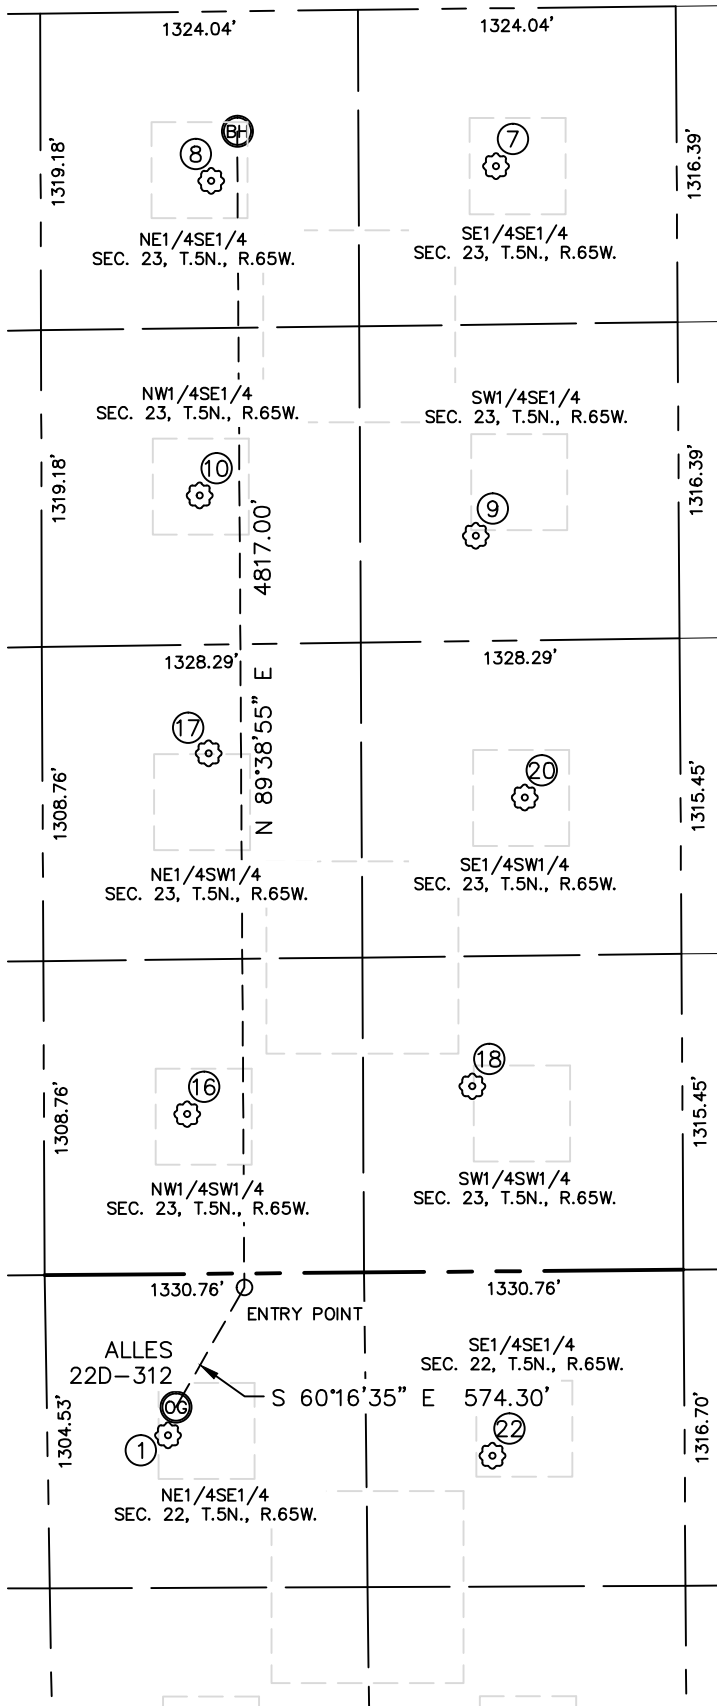 1324.04'
1324.04'
1319.18'
BH
8
7
1316.39'
NE1/4SE1/4
SEC. 23, T.5N., R.65W.
SE1/4SE1/4
SEC. 23, T.5N., R.65W.
NW1/4SE1/4
SEC. 23, T.5N., R.65W.
SW1/4SE1/4
SEC. 23, T.5N., R.65W.
1319.18'
10
9
1316.39'
N 89°38'55" E 4817.00'
1328.29'
1328.29'
17
20
1308.76'
1315.45'
NE1/4SW1/4
SEC. 23, T.5N., R.65W.
SE1/4SW1/4
SEC. 23, T.5N., R.65W.
16
18
1308.76'
1315.45'
NW1/4SW1/4
SEC. 23, T.5N., R.65W.
SW1/4SW1/4
SEC. 23, T.5N., R.65W.
1330.76'
1330.76'
ENTRY POINT
ALLES
22D-312
SE1/4SE1/4
SEC. 22, T.5N., R.65W.
S 60°16'35" E 574.30'
1304.53'
OG
1
22
1316.70'
NE1/4SE1/4
SEC. 22, T.5N., R.65W.